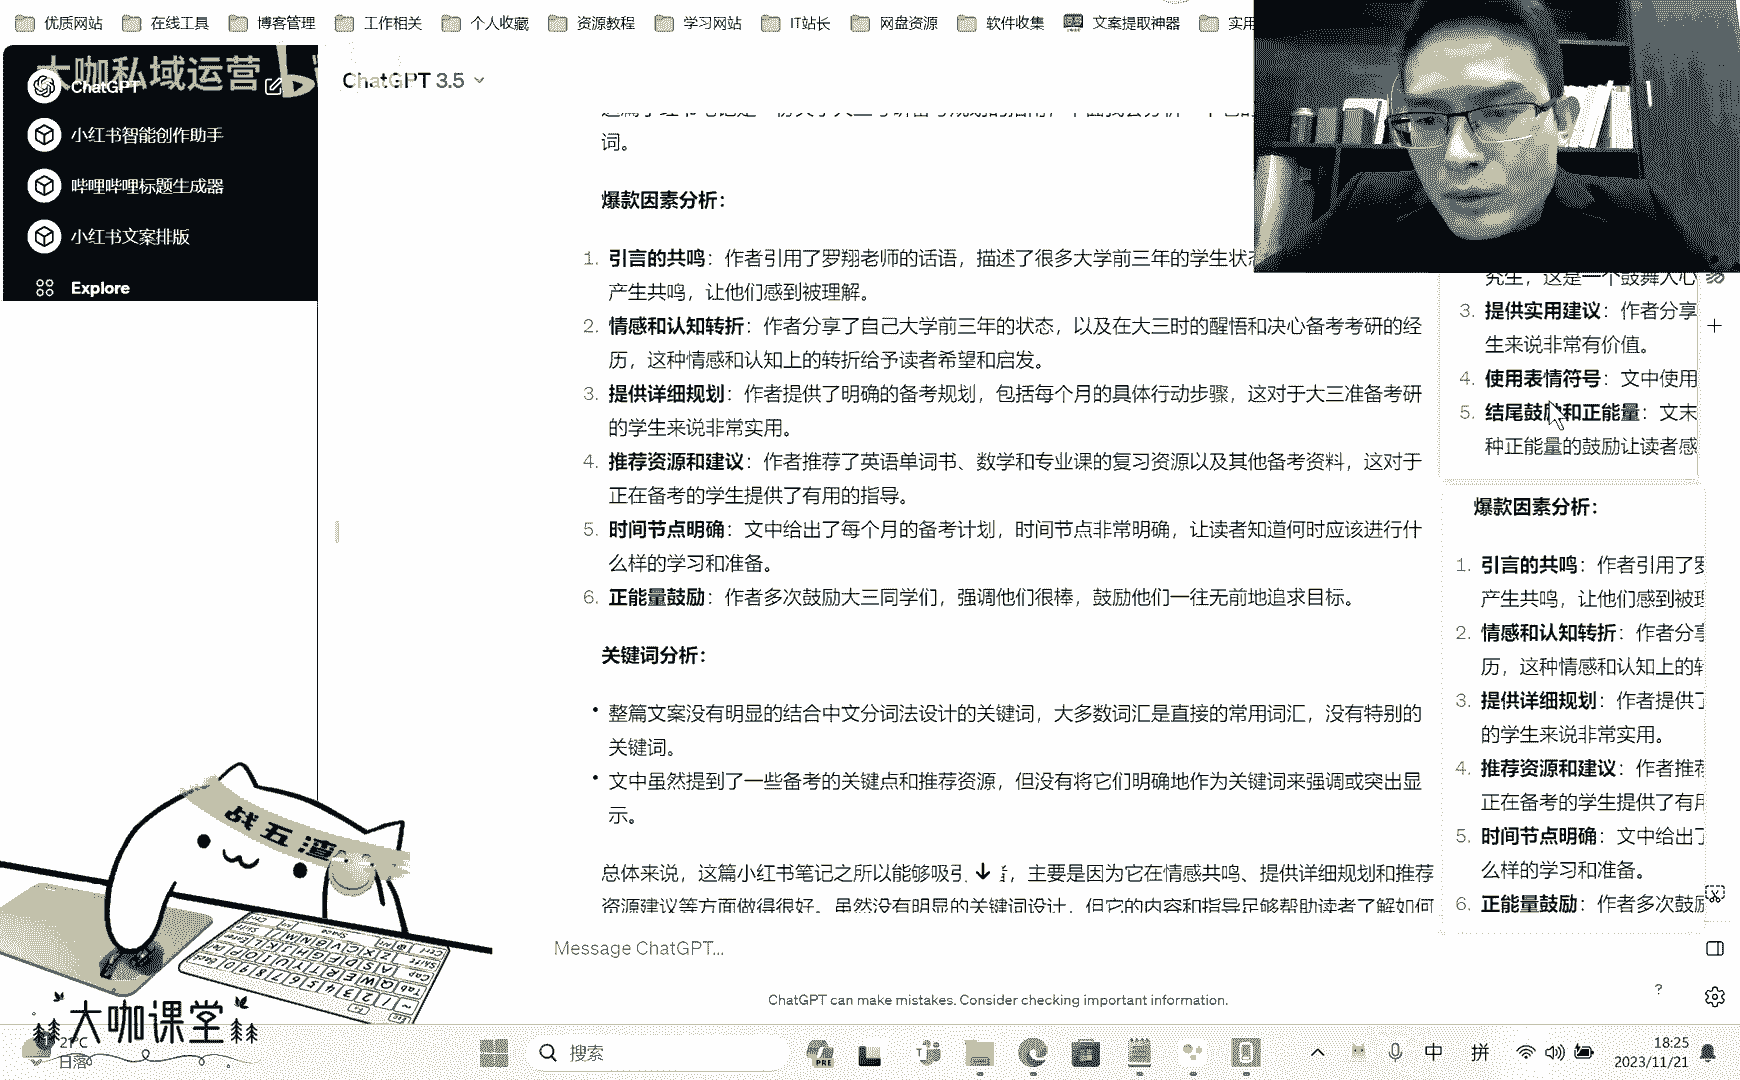 优质网站 在线工具 博客管理 工作相关 个人收藏 资源教程 学习网站 IT站长 网盘资源 软件收集 文案提取神器 实用
大咖私域运营
ChatGPT
小红书智能创作助手
哔哩哔哩标题生成器
小红书文案排版
Explore
ChatGPT 3.5
词。
爆款因素分析：
1. 引言的共鸣：作者引用了罗翔老师的话语，描述了很多大学前三年的学生状态
产生共鸣，让他们感到被理解。
2. 情感和认知转折：作者分享了自己大学前三年的状态，以及在大三时的醒悟和决心备考考研的经
历，这种情感和认知上的转折给予读者希望和启发。
3. 提供详细规划：作者提供了明确的备考规划，包括每个月的具体行动步骤，这对于大三准备考研
的学生来说非常实用。
4. 推荐资源和建议：作者推荐了英语单词书、数学和专业课的复习资源以及其他备考资料，这对于
正在备考的学生提供了有用的指导。
5. 时间节点明确：文中给出了每个月的备考计划，时间节点非常明确，让读者知道何时应该进行什
么样的学习和准备。
6. 正能量鼓励：作者多次鼓励大三同学们，强调他们很棒，鼓励他们一往无前地追求目标。
关键词分析：
• 整篇文案没有明显的结合中文分词法设计的关键词，大多数词汇是直接的常用词汇，没有特别的
关键词。
• 文中虽然提到了一些备考的关键点和推荐资源，但没有将它们明确地作为关键词来强调或突出显
示。
总体来说，这篇小红书笔记之所以能够吸引，主要是因为它在情感共鸣、提供详细规划和推荐
资源建议等方面做得很好。虽然没有明显的关键词设计，但它的内容和指导足够帮助读者了解如何
Message ChatGPT...
ChatGPT can make mistakes. Consider checking important information.
?
究生，这是一个鼓舞人心
3. 提供实用建议：作者分享
生来说非常有价值。
4. 使用表情符号：文中使用
5. 结尾鼓励和正能量：文末
种正能量的鼓励让读者感
爆款因素分析：
1. 引言的共鸣：作者引用了罗
产生共鸣，让他们感到被理
2. 情感和认知转折：作者分享
历，这种情感和认知上的转
3. 提供详细规划：作者提供了
的学生来说非常实用。
4. 推荐资源和建议：作者推荐
正在备考的学生提供了有用
5. 时间节点明确：文中给出了
么样的学习和准备。
6. 正能量鼓励：作者多次鼓励
战五渣
大咖课堂
21°C
日落
搜索
PRE
中 拼
18:25
2023/11/21